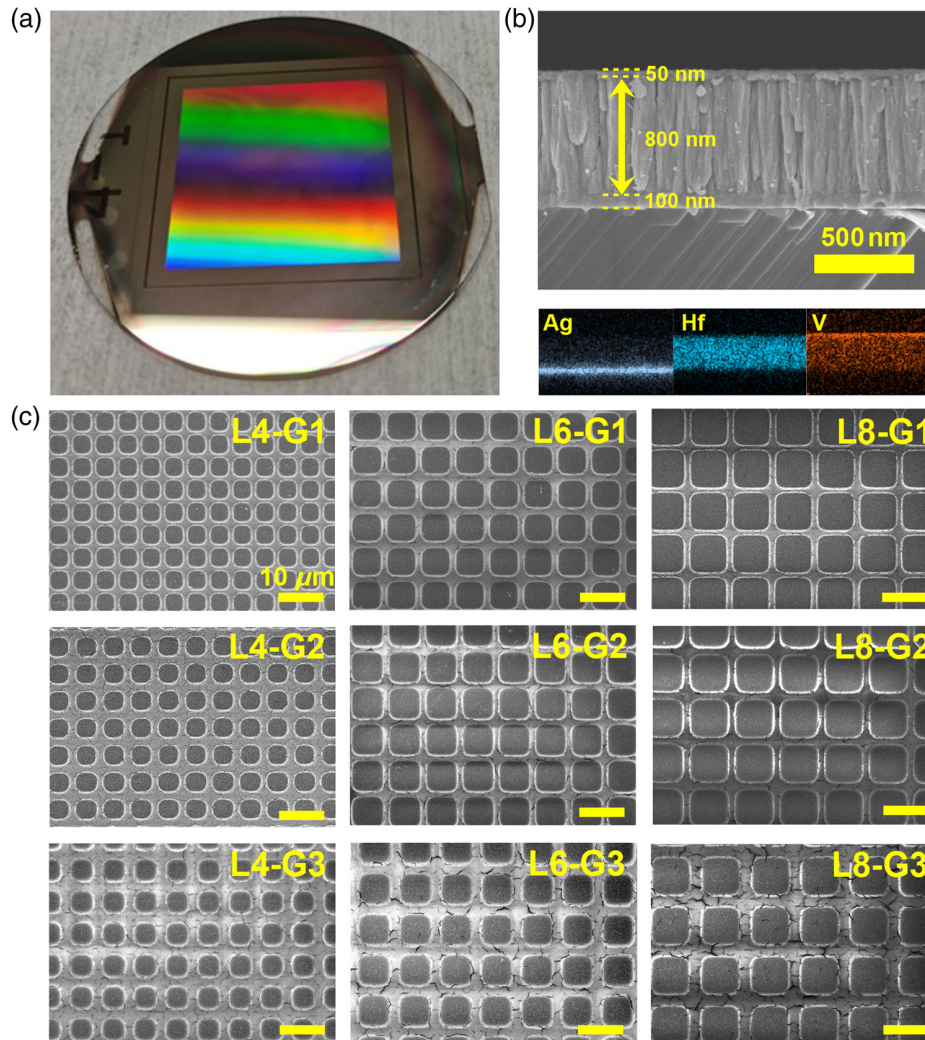 (a)
(b)
50 nm
800 nm
100 nm
500 nm
Ag
Hf
V
(c)
L4-G1
L6-G1
L8-G1
10 μm
L4-G2
L6-G2
L8-G2
L4-G3
L6-G3
L8-G3